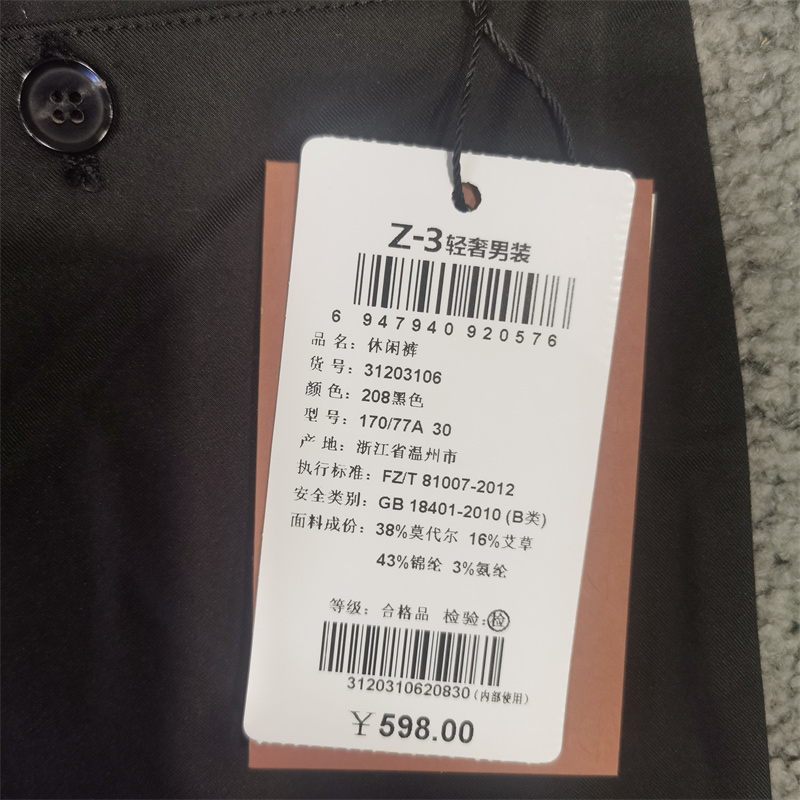 Z-3轻奢男装
6 947940 920576
品 名：休闲裤
货 号：31203106
颜 色：208黑色
型 号：170/77A 30
产 地：浙江省温州市
执行标准：FZ/T 81007-2012
安全类别：GB 18401-2010 (B类)
面料成份：38%莫代尔 16%艾草
43%锦纶 3%氨纶
等级：合格品 检验：检
3120310620830（内部使用）
￥598.00